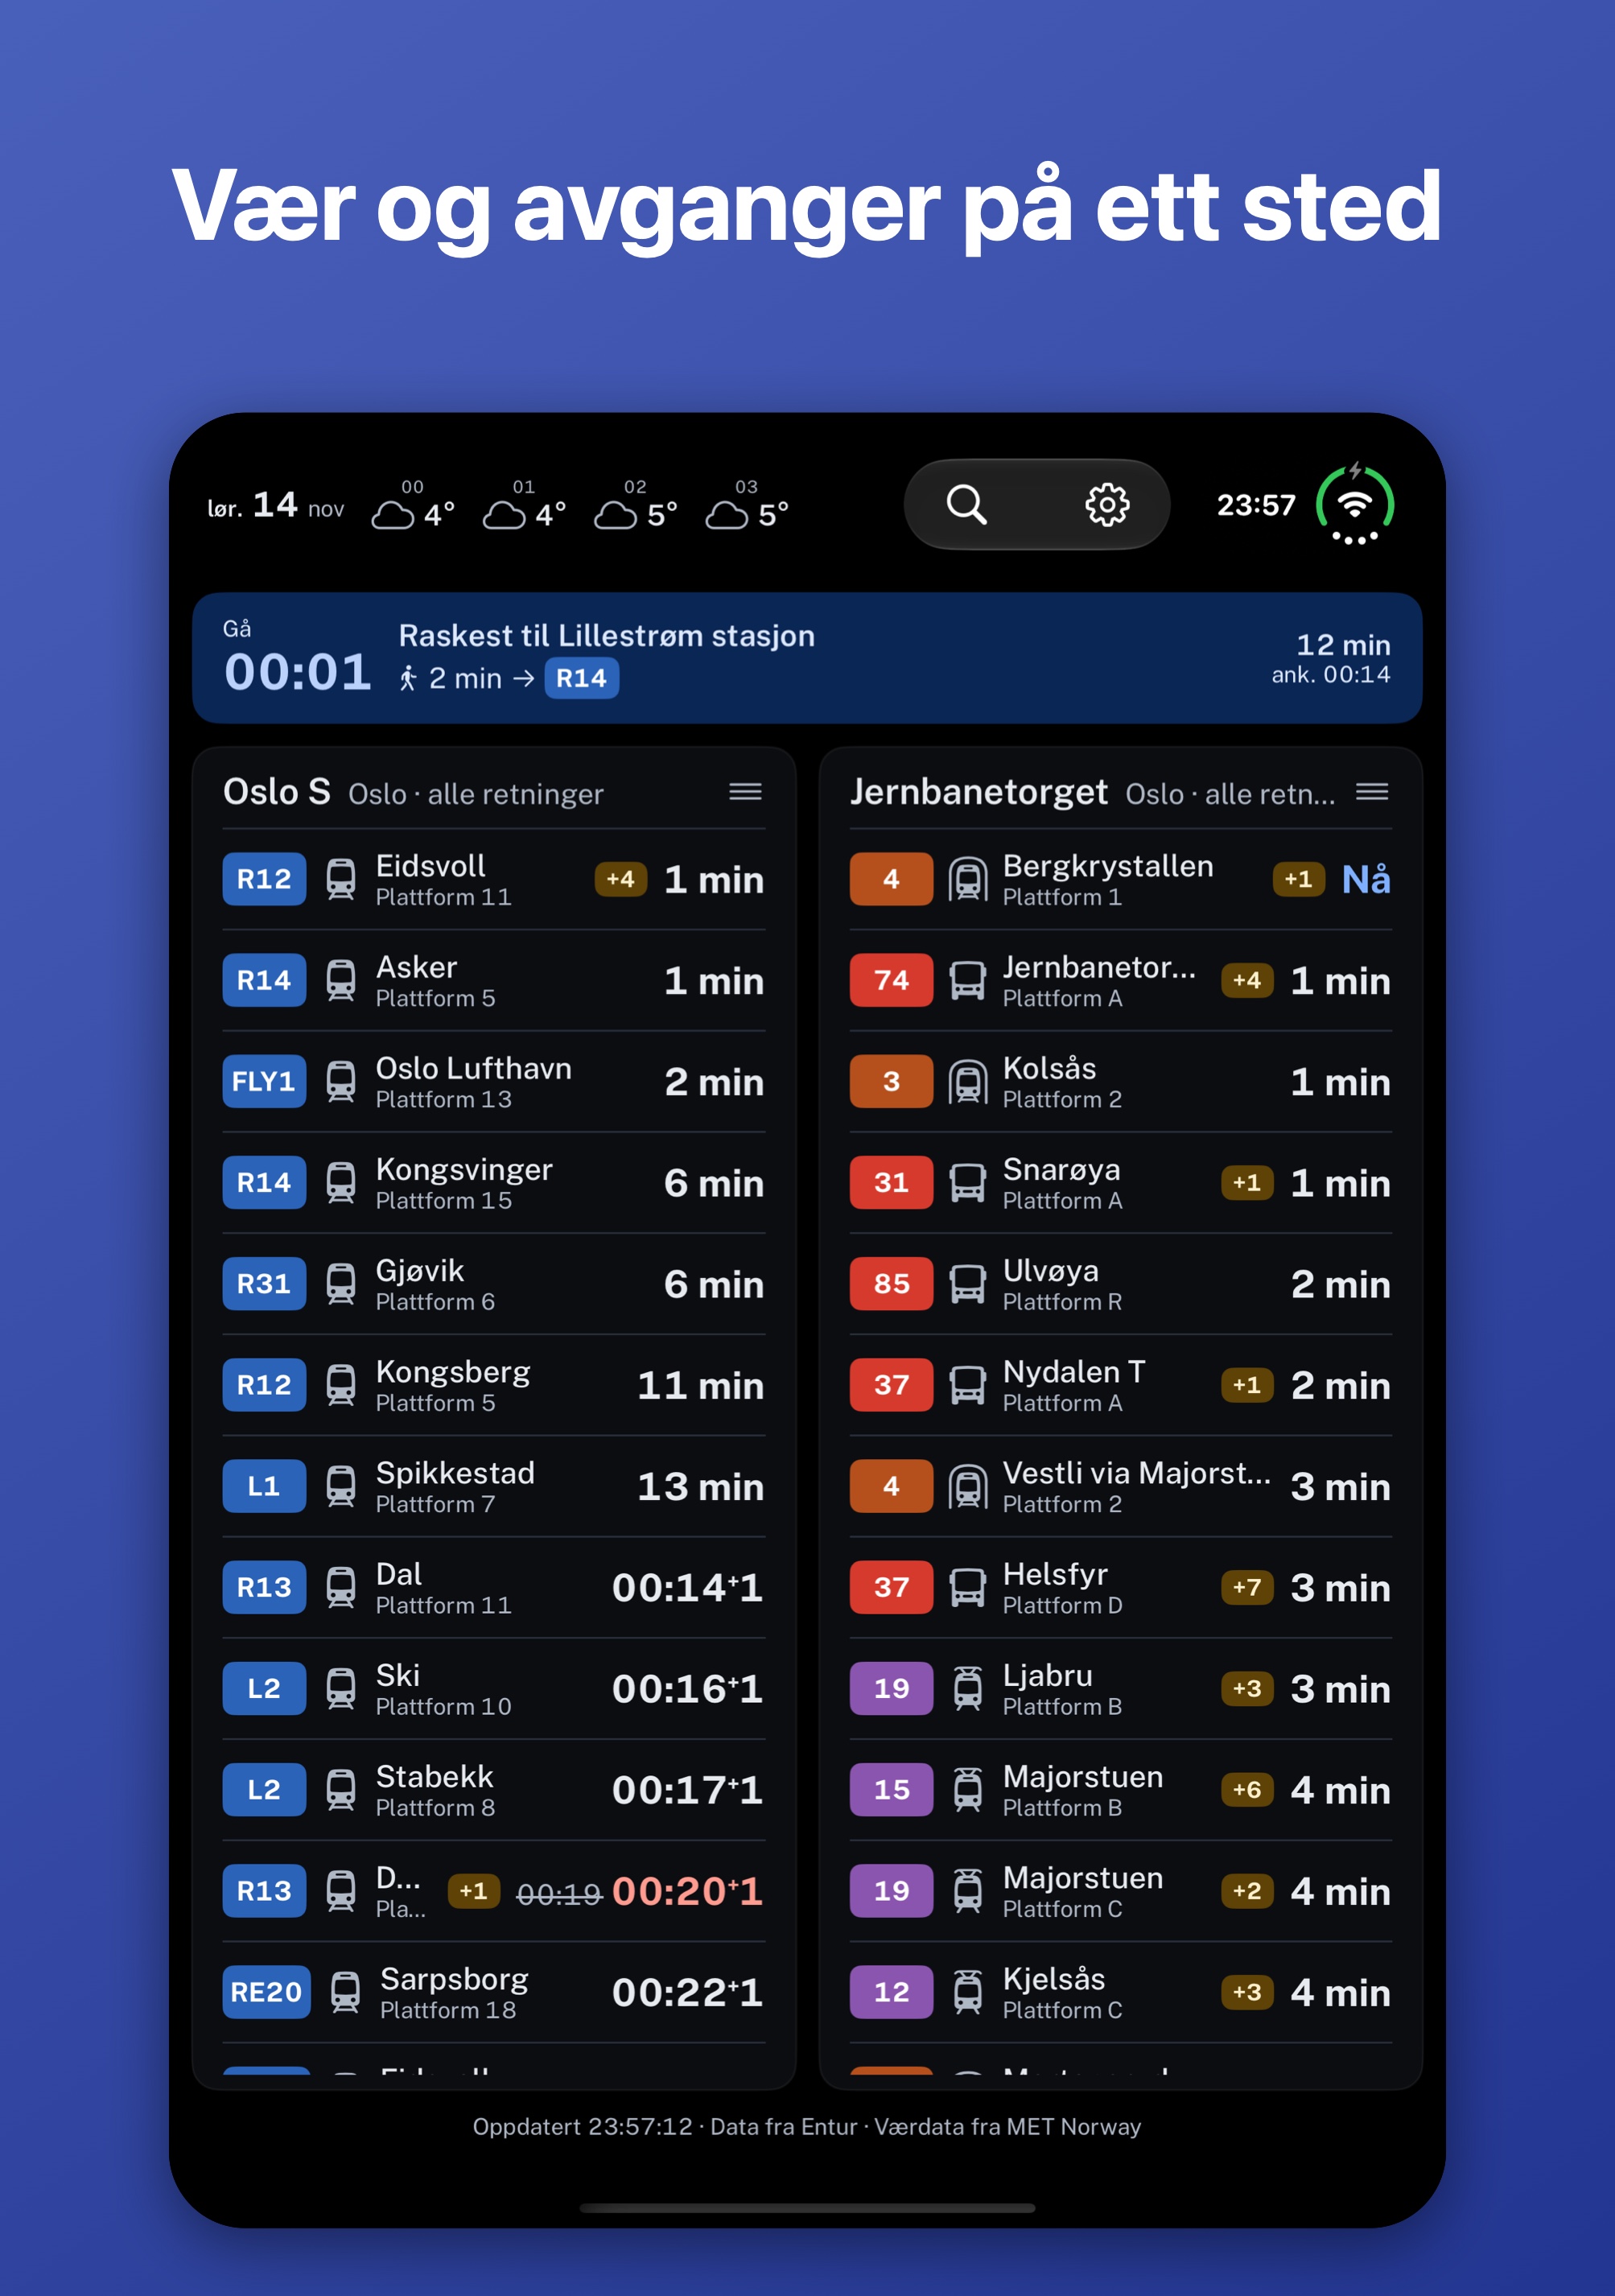 Vær og avganger på ett sted
lør. 14 nov
00 4°
01 4°
02 5°
03 5°
23:57
Gå
00:01
Raskest til Lillestrøm stasjon
2 min → R14
12 min
ank. 00:14
Oslo S Oslo · alle retninger
R12 Eidsvoll +4 1 min
Plattform 11
R14 Asker 1 min
Plattform 5
FLY1 Oslo Lufthavn 2 min
Plattform 13
R14 Kongsvinger 6 min
Plattform 15
R31 Gjøvik 6 min
Plattform 6
R12 Kongsberg 11 min
Plattform 5
L1 Spikkestad 13 min
Plattform 7
R13 Dal 00:14+1
Plattform 11
L2 Ski 00:16+1
Plattform 10
L2 Stabekk 00:17+1
Plattform 8
R13 D... +1 00:19 00:20+1
Pla...
RE20 Sarpsborg 00:22+1
Plattform 18
Jernbanetorget Oslo · alle retn...
4 Bergkrystallen +1 Nå
Plattform 1
74 Jernbanetor... +4 1 min
Plattform A
3 Kolsås 1 min
Plattform 2
31 Snarøya +1 1 min
Plattform A
85 Ulvøya 2 min
Plattform R
37 Nydalen T +1 2 min
Plattform A
4 Vestli via Majorst... 3 min
Plattform 2
37 Helsfyr +7 3 min
Plattform D
19 Ljabru +3 3 min
Plattform B
15 Majorstuen +6 4 min
Plattform B
19 Majorstuen +2 4 min
Plattform C
12 Kjelsås +3 4 min
Plattform C
Oppdatert 23:57:12 · Data fra Entur · Værdata fra MET Norway